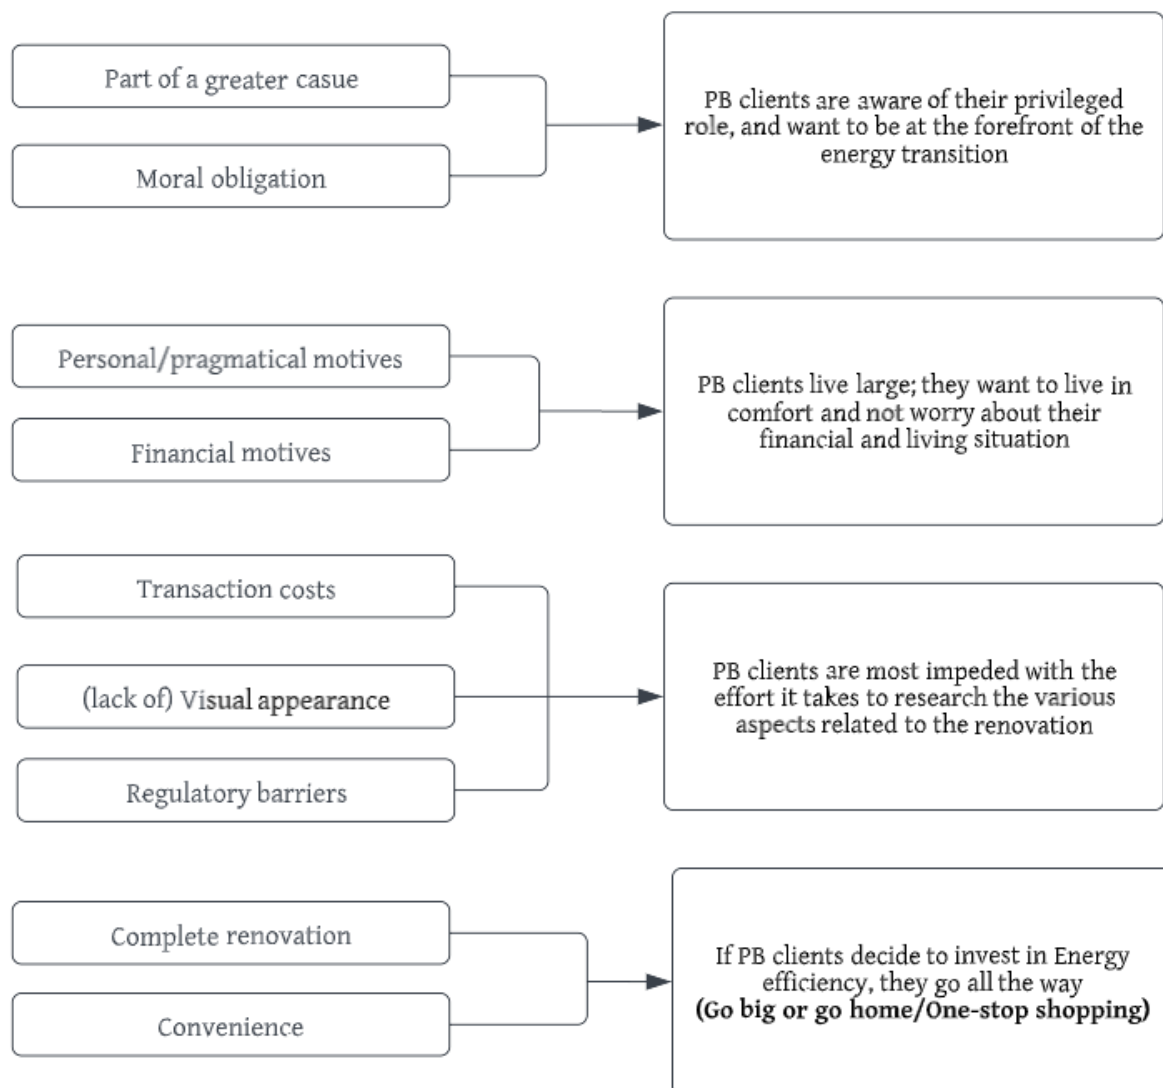 Part of a greater casue
Moral obligation
PB clients are aware of their privileged
role, and want to be at the forefront of the
energy transition
Personal/pragmatical motives
Financial motives
PB clients live large; they want to live in
comfort and not worry about their
financial and living situation
Transaction costs
(lack of) Visual appearance
Regulatory barriers
PB clients are most impeded with the
effort it takes to research the various
aspects related to the renovation
Complete renovation
Convenience
If PB clients decide to invest in Energy
efficiency, they go all the way
(Go big or go home/One-stop shopping)